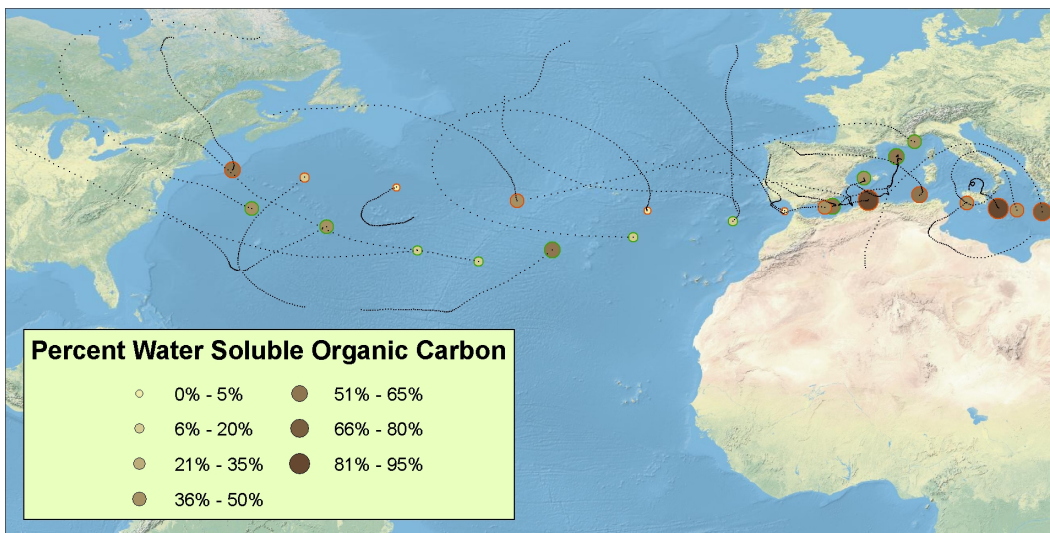 Percent Water Soluble Organic Carbon
0% - 5%
6% - 20%
21% - 35%
36% - 50%
51% - 65%
66% - 80%
81% - 95%